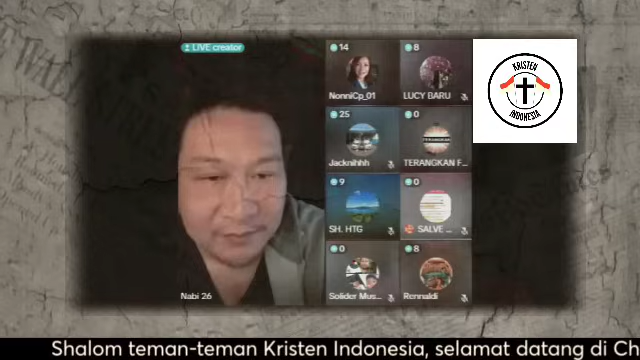 LIVE creator
14
8
NonniCp_01
LUCY BARU
25
0
Jacknihhh
TERANGKAN F...
9
0
SH. HTG
SALVE ...
0
8
Nabi 26
Solider Mus...
Rennaldi
KRISTEN
INDONESIA
Shalom teman-teman Kristen Indonesia, selamat datang di Ch